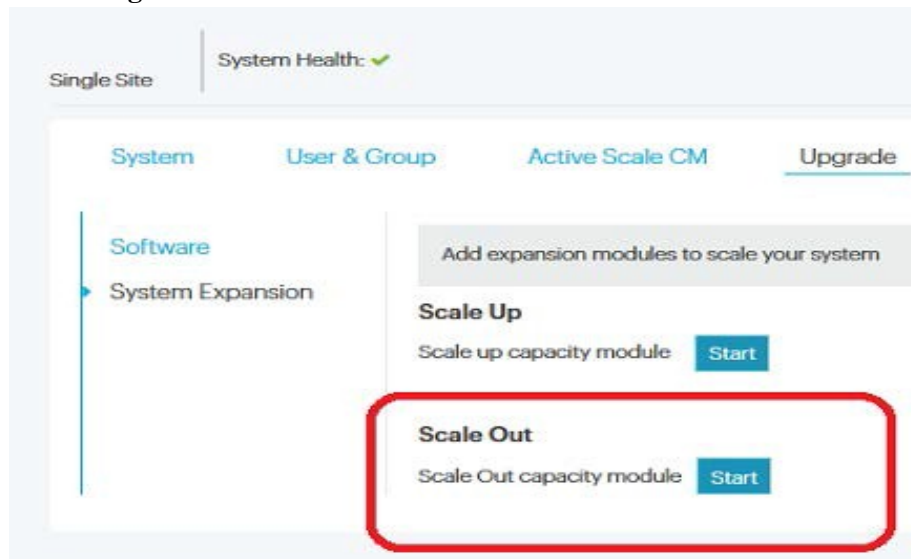 Single Site
System Health:
System User & Group Active Scale CM Upgrade
Software
System Expansion
Add expansion modules to scale your system
Scale Up
Scale up capacity module Start
Scale Out
Scale Out capacity module Start